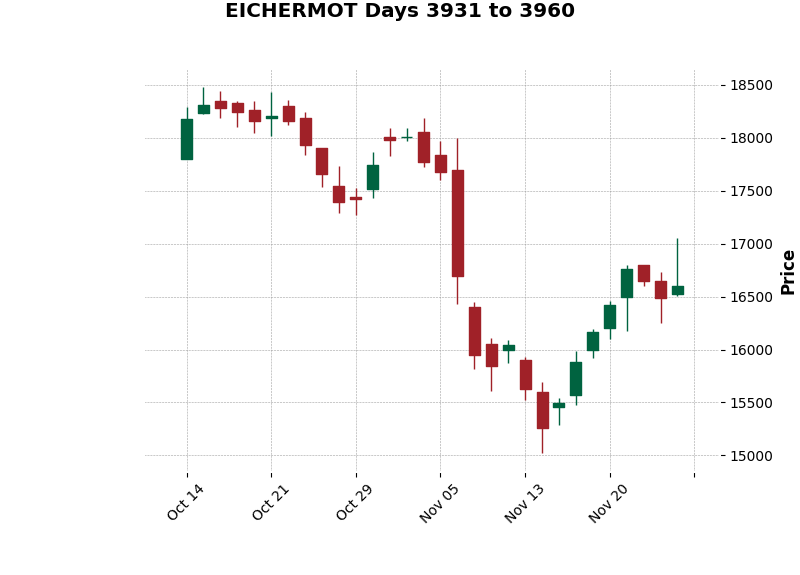 EICHERMOT Days 3931 to 3960
18500
18000
17500
17000
16500
16000
15500
15000
Price
Oct 14
Oct 21
Oct 29
Nov 05
Nov 13
Nov 20